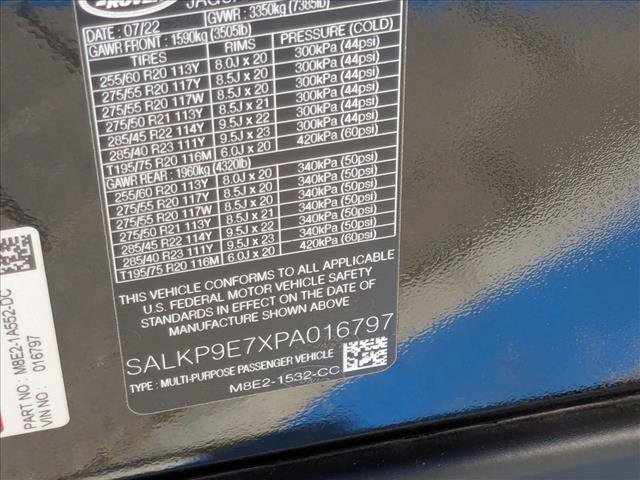 ROVER
DATE : 07/22
GVWR : 3350kg (7385lb)
GAWR FRONT : 1590kg (3505lb)
TIRES RIMS PRESSURE (COLD)
255/60 R20 113Y 8.0J x 20 300kPa (44psi)
275/55 R20 117Y 8.5J x 20 300kPa (44psi)
275/55 R20 117W 8.5J x 20 300kPa (44psi)
275/50 R21 113Y 8.5J x 21 300kPa (44psi)
285/45 R22 114Y 9.5J x 22 300kPa (44psi)
285/40 R23 111Y 9.5J x 23 300kPa (44psi)
T195/75 R20 116M 6.0J x 20 420kPa (60psi)
GAWR REAR : 1960kg (4320lb)
255/60 R20 113Y 8.0J x 20 340kPa (50psi)
275/55 R20 117Y 8.5J x 20 340kPa (50psi)
275/55 R20 117W 8.5J x 20 340kPa (50psi)
275/50 R21 113Y 8.5J x 21 340kPa (50psi)
285/45 R22 114Y 9.5J x 22 340kPa (50psi)
285/40 R23 111Y 9.5J x 23 340kPa (50psi)
T195/75 R20 116M 6.0J x 20 420kPa (60psi)
THIS VEHICLE CONFORMS TO ALL APPLICABLE
U.S. FEDERAL MOTOR VEHICLE SAFETY
STANDARDS IN EFFECT ON THE DATE OF
MANUFACTURE SHOWN ABOVE
SALKP9E7XPA016797
TYPE : MULTI-PURPOSE PASSENGER VEHICLE
M8E2-1532-CC
PART NO : M8E2-1A552-DC
VIN NO : 016797